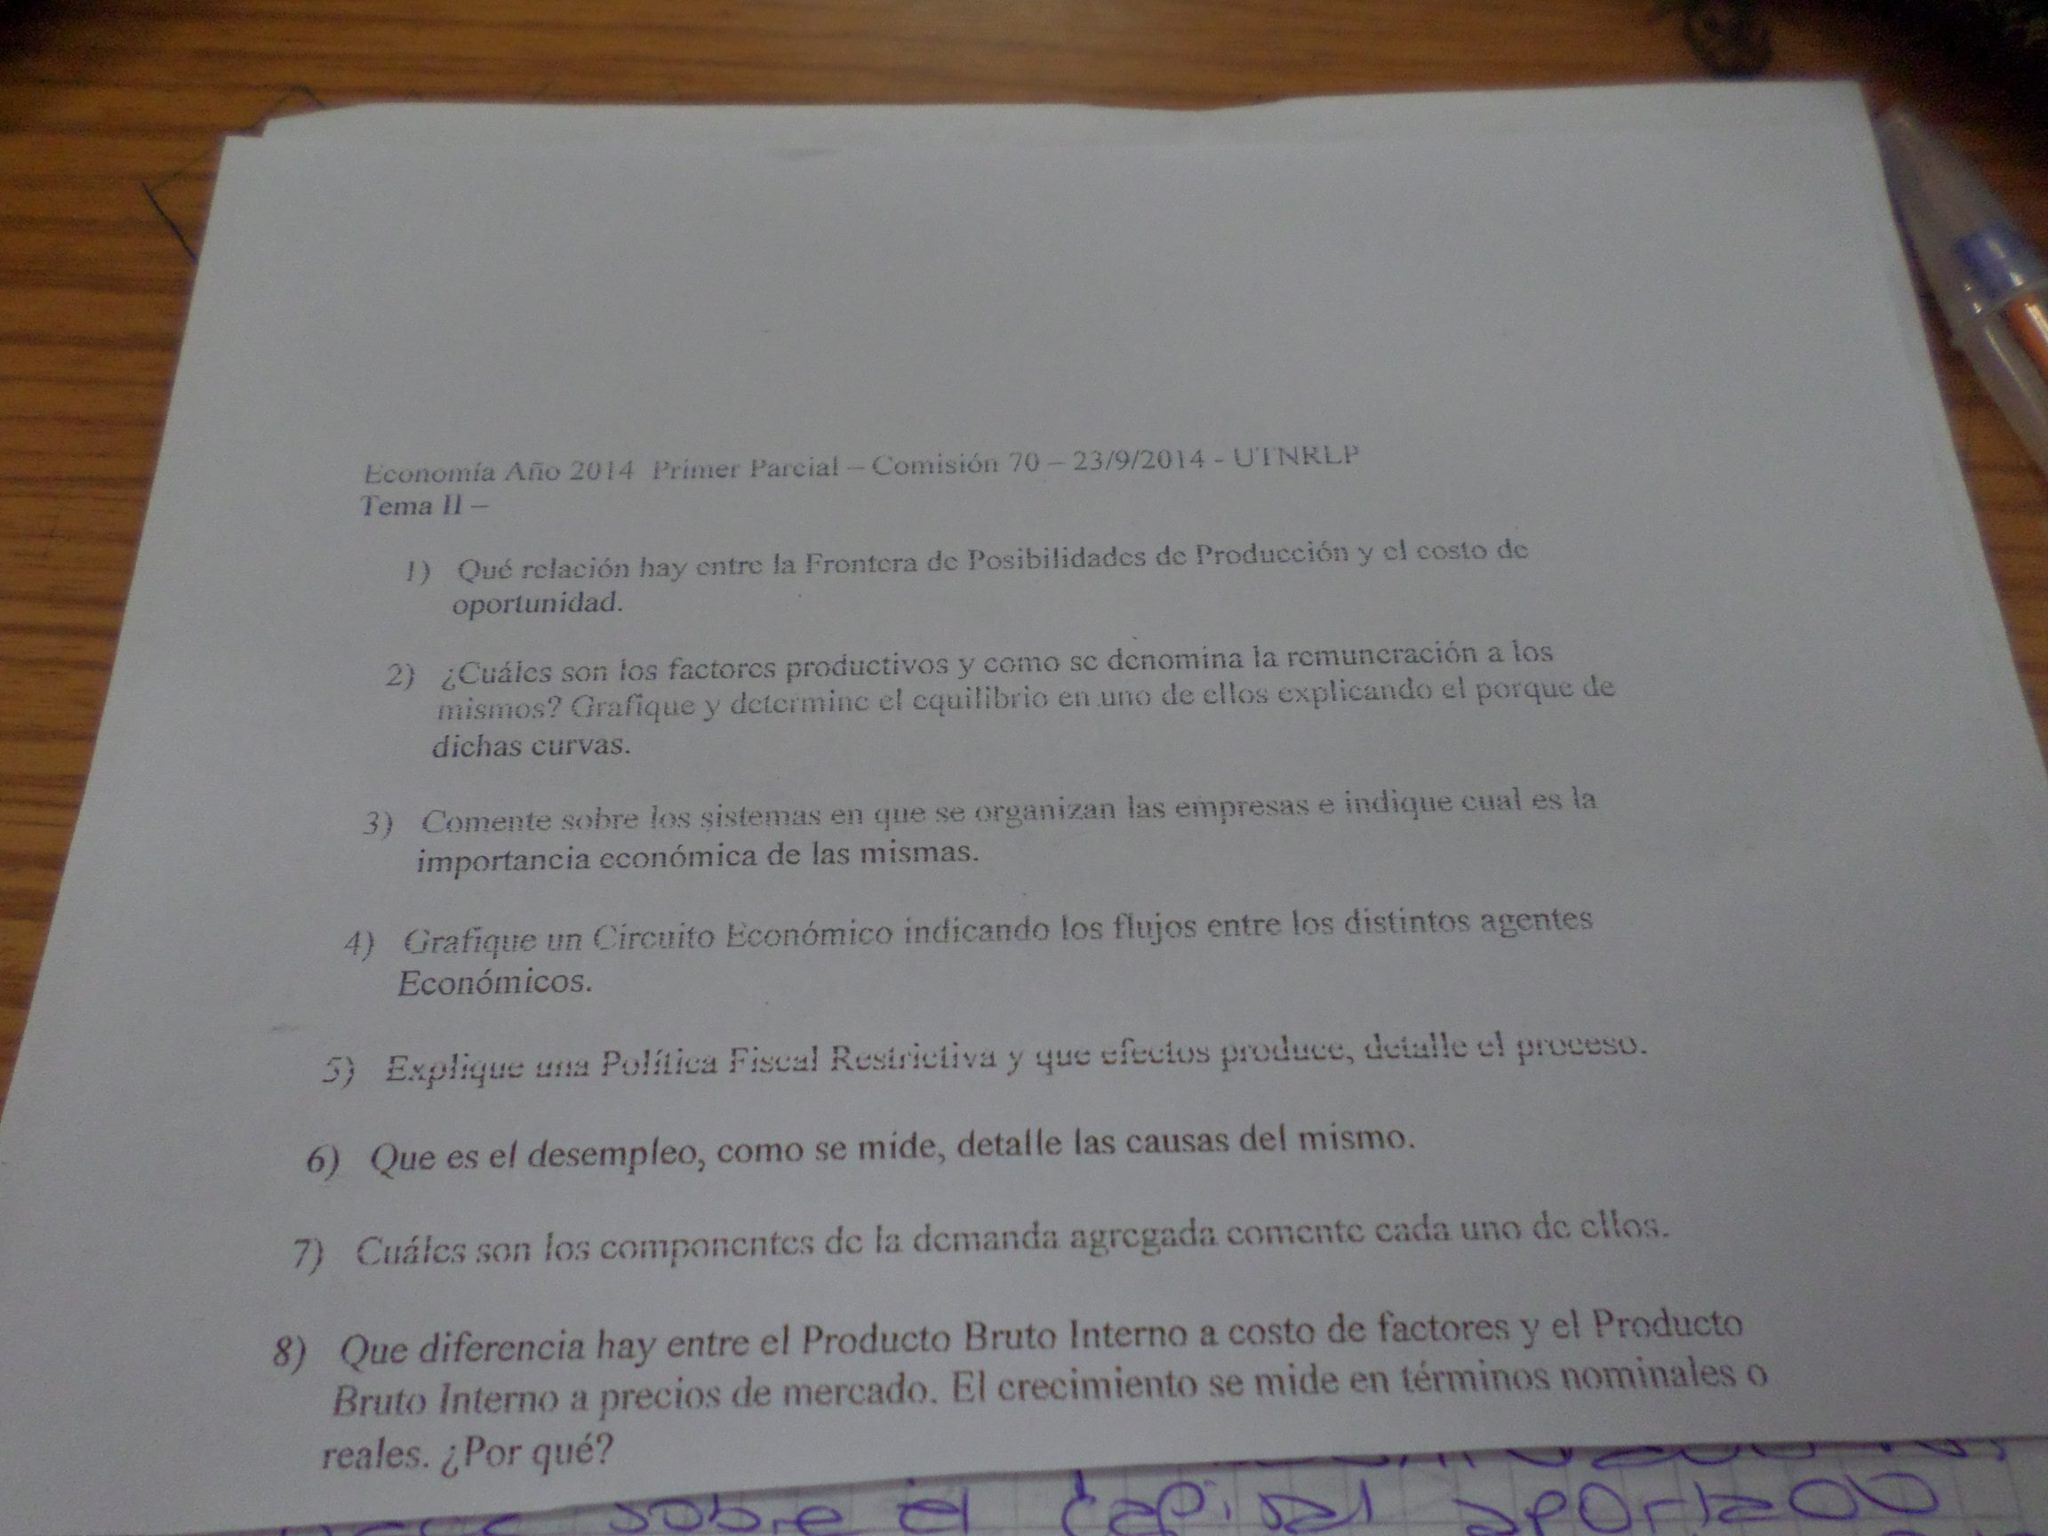 Economía Año 2014 Primer Parcial – Comisión 70 – 23/9/2014 - UTNRLP
Tema II –
1) Qué relación hay entre la Frontera de Posibilidades de Producción y el costo de
oportunidad.
2) ¿Cuáles son los factores productivos y como se denomina la remuneración a los
mismos? Grafique y determine el equilibrio en uno de ellos explicando el porque de
dichas curvas.
3) Comente sobre los sistemas en que se organizan las empresas e indique cual es la
importancia económica de las mismas.
4) Grafique un Circuito Económico indicando los flujos entre los distintos agentes
Económicos.
5) Explique una Política Fiscal Restrictiva y que efectos produce, detalle el proceso.
6) Que es el desempleo, como se mide, detalle las causas del mismo.
7) Cuáles son los componentes de la demanda agregada comente cada uno de ellos.
8) Que diferencia hay entre el Producto Bruto Interno a costo de factores y el Producto
Bruto Interno a precios de mercado. El crecimiento se mide en términos nominales o
reales. ¿Por qué?
sobre el capital aportado